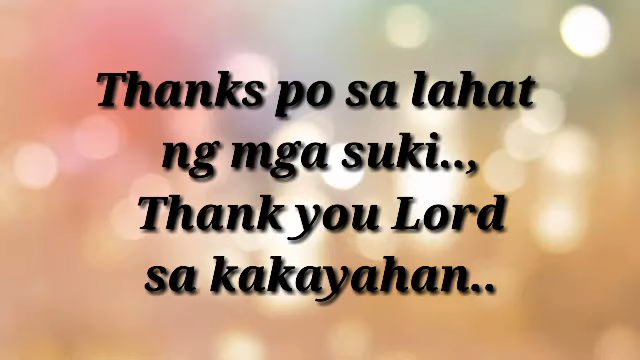 Thanks po sa lahat
ng mga suki..,
Thank you Lord
sa kakayahan..